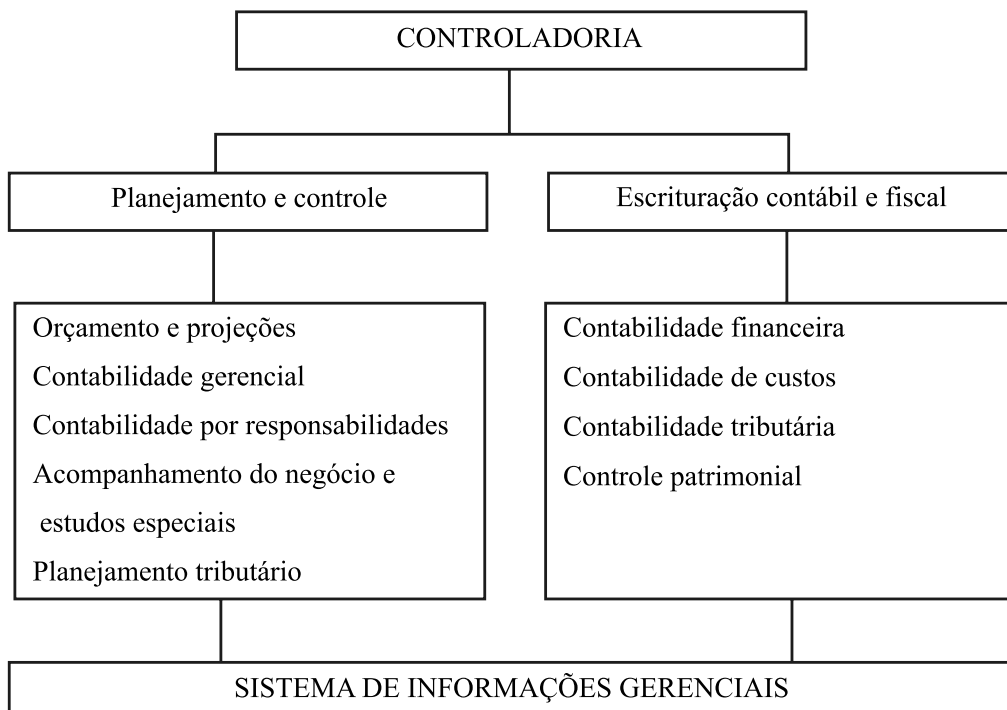 CONTROLADORIA
Planejamento e controle
Escrituração contábil e fiscal
Orçamento e projeções
Contabilidade gerencial
Contabilidade por responsabilidades
Acompanhamento do negócio e
estudos especiais
Planejamento tributário
Contabilidade financeira
Contabilidade de custos
Contabilidade tributária
Controle patrimonial
SISTEMA DE INFORMAÇÕES GERENCIAIS